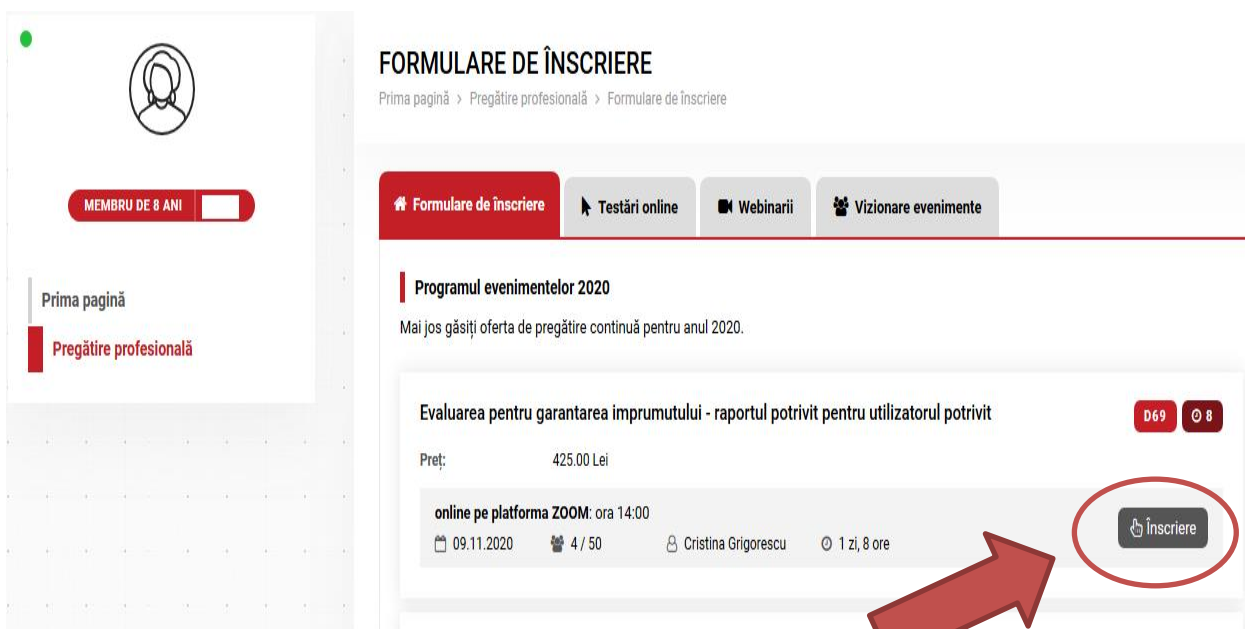 MEMBRU DE 8 ANI
Prima pagină
Pregătire profesională
FORMULARE DE ÎNSCRIERE
Prima pagină > Pregătire profesională > Formulare de înscriere
Formulare de înscriere
Testări online
Webinarii
Vizionare evenimente
Programul evenimentelor 2020
Mai jos găsiți oferta de pregătire continuă pentru anul 2020.
Evaluarea pentru garantarea imprumutului - raportul potrivit pentru utilizatorul potrivit
D69 8
Preț: 425.00 Lei
online pe platforma ZOOM: ora 14:00
09.11.2020 4 / 50 Cristina Grigorescu 1 zi, 8 ore
Înscriere